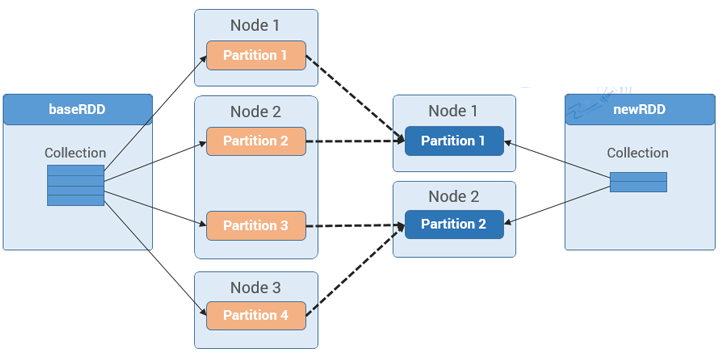 baseRDD
Collection
Node 1
Partition 1
Node 2
Partition 2
Partition 3
Node 3
Partition 4
Node 1
Partition 1
Node 2
Partition 2
newRDD
Collection